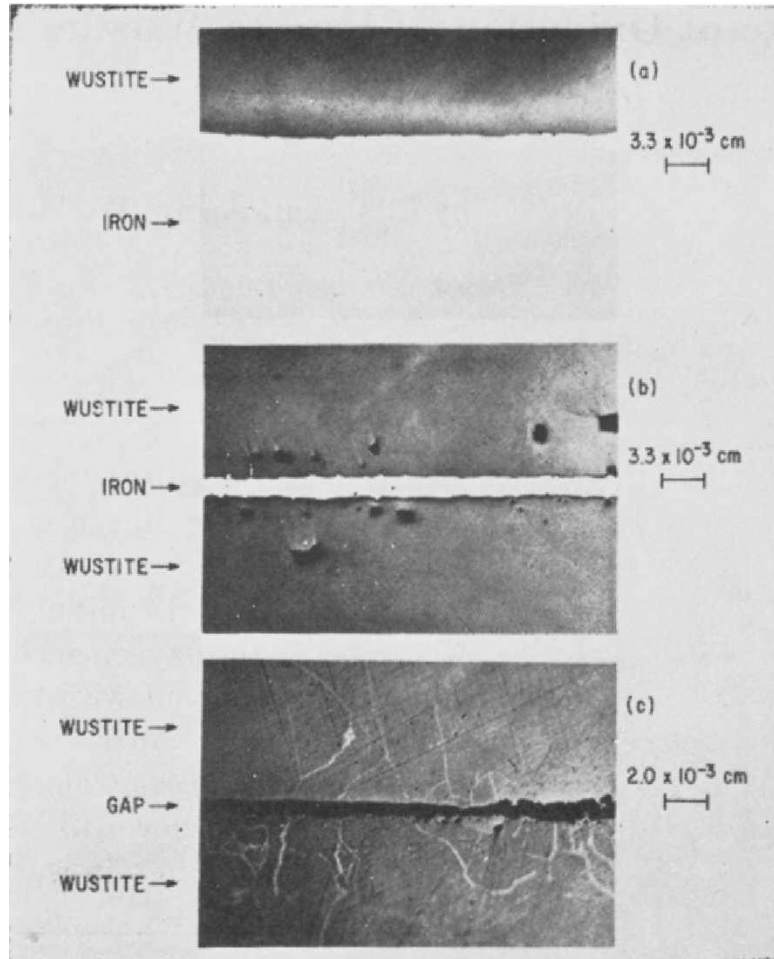 WUSTITE→
(a)
3.3 x 10⁻³ cm
IRON→
WUSTITE→
(b)
3.3 x 10⁻³ cm
IRON→
WUSTITE→
WUSTITE→
(c)
2.0 x 10⁻³ cm
GAP→
WUSTITE→